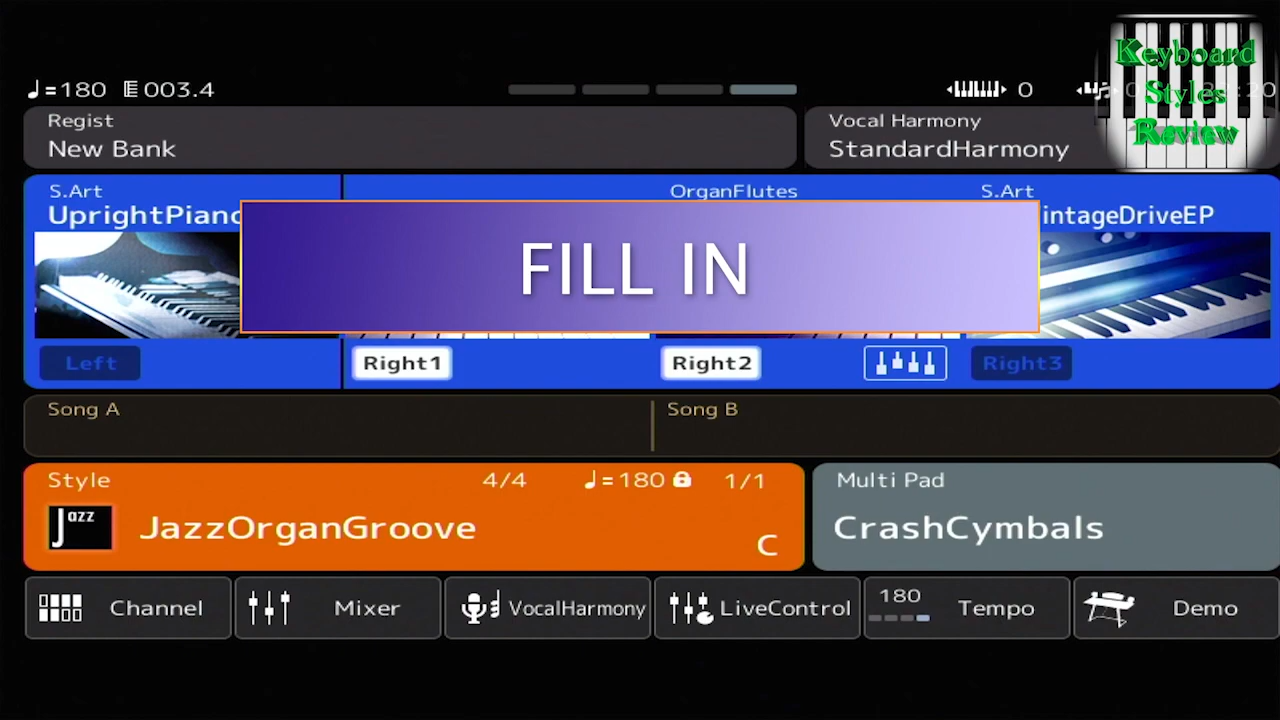 ♩=180 003.4
0
Regist
New Bank
Vocal Harmony
StandardHarmony
Keyboard
Styles
Review
S.Art
OrganFlutes
S.Art
FILL IN
Left
Right1
Right2
Right3
Song A
Song B
Style
4/4
♩=180
1/1
Jazz
JazzOrganGroove
C
Multi Pad
CrashCymbals
Channel
Mixer
VocalHarmony
LiveControl
180
Tempo
Demo